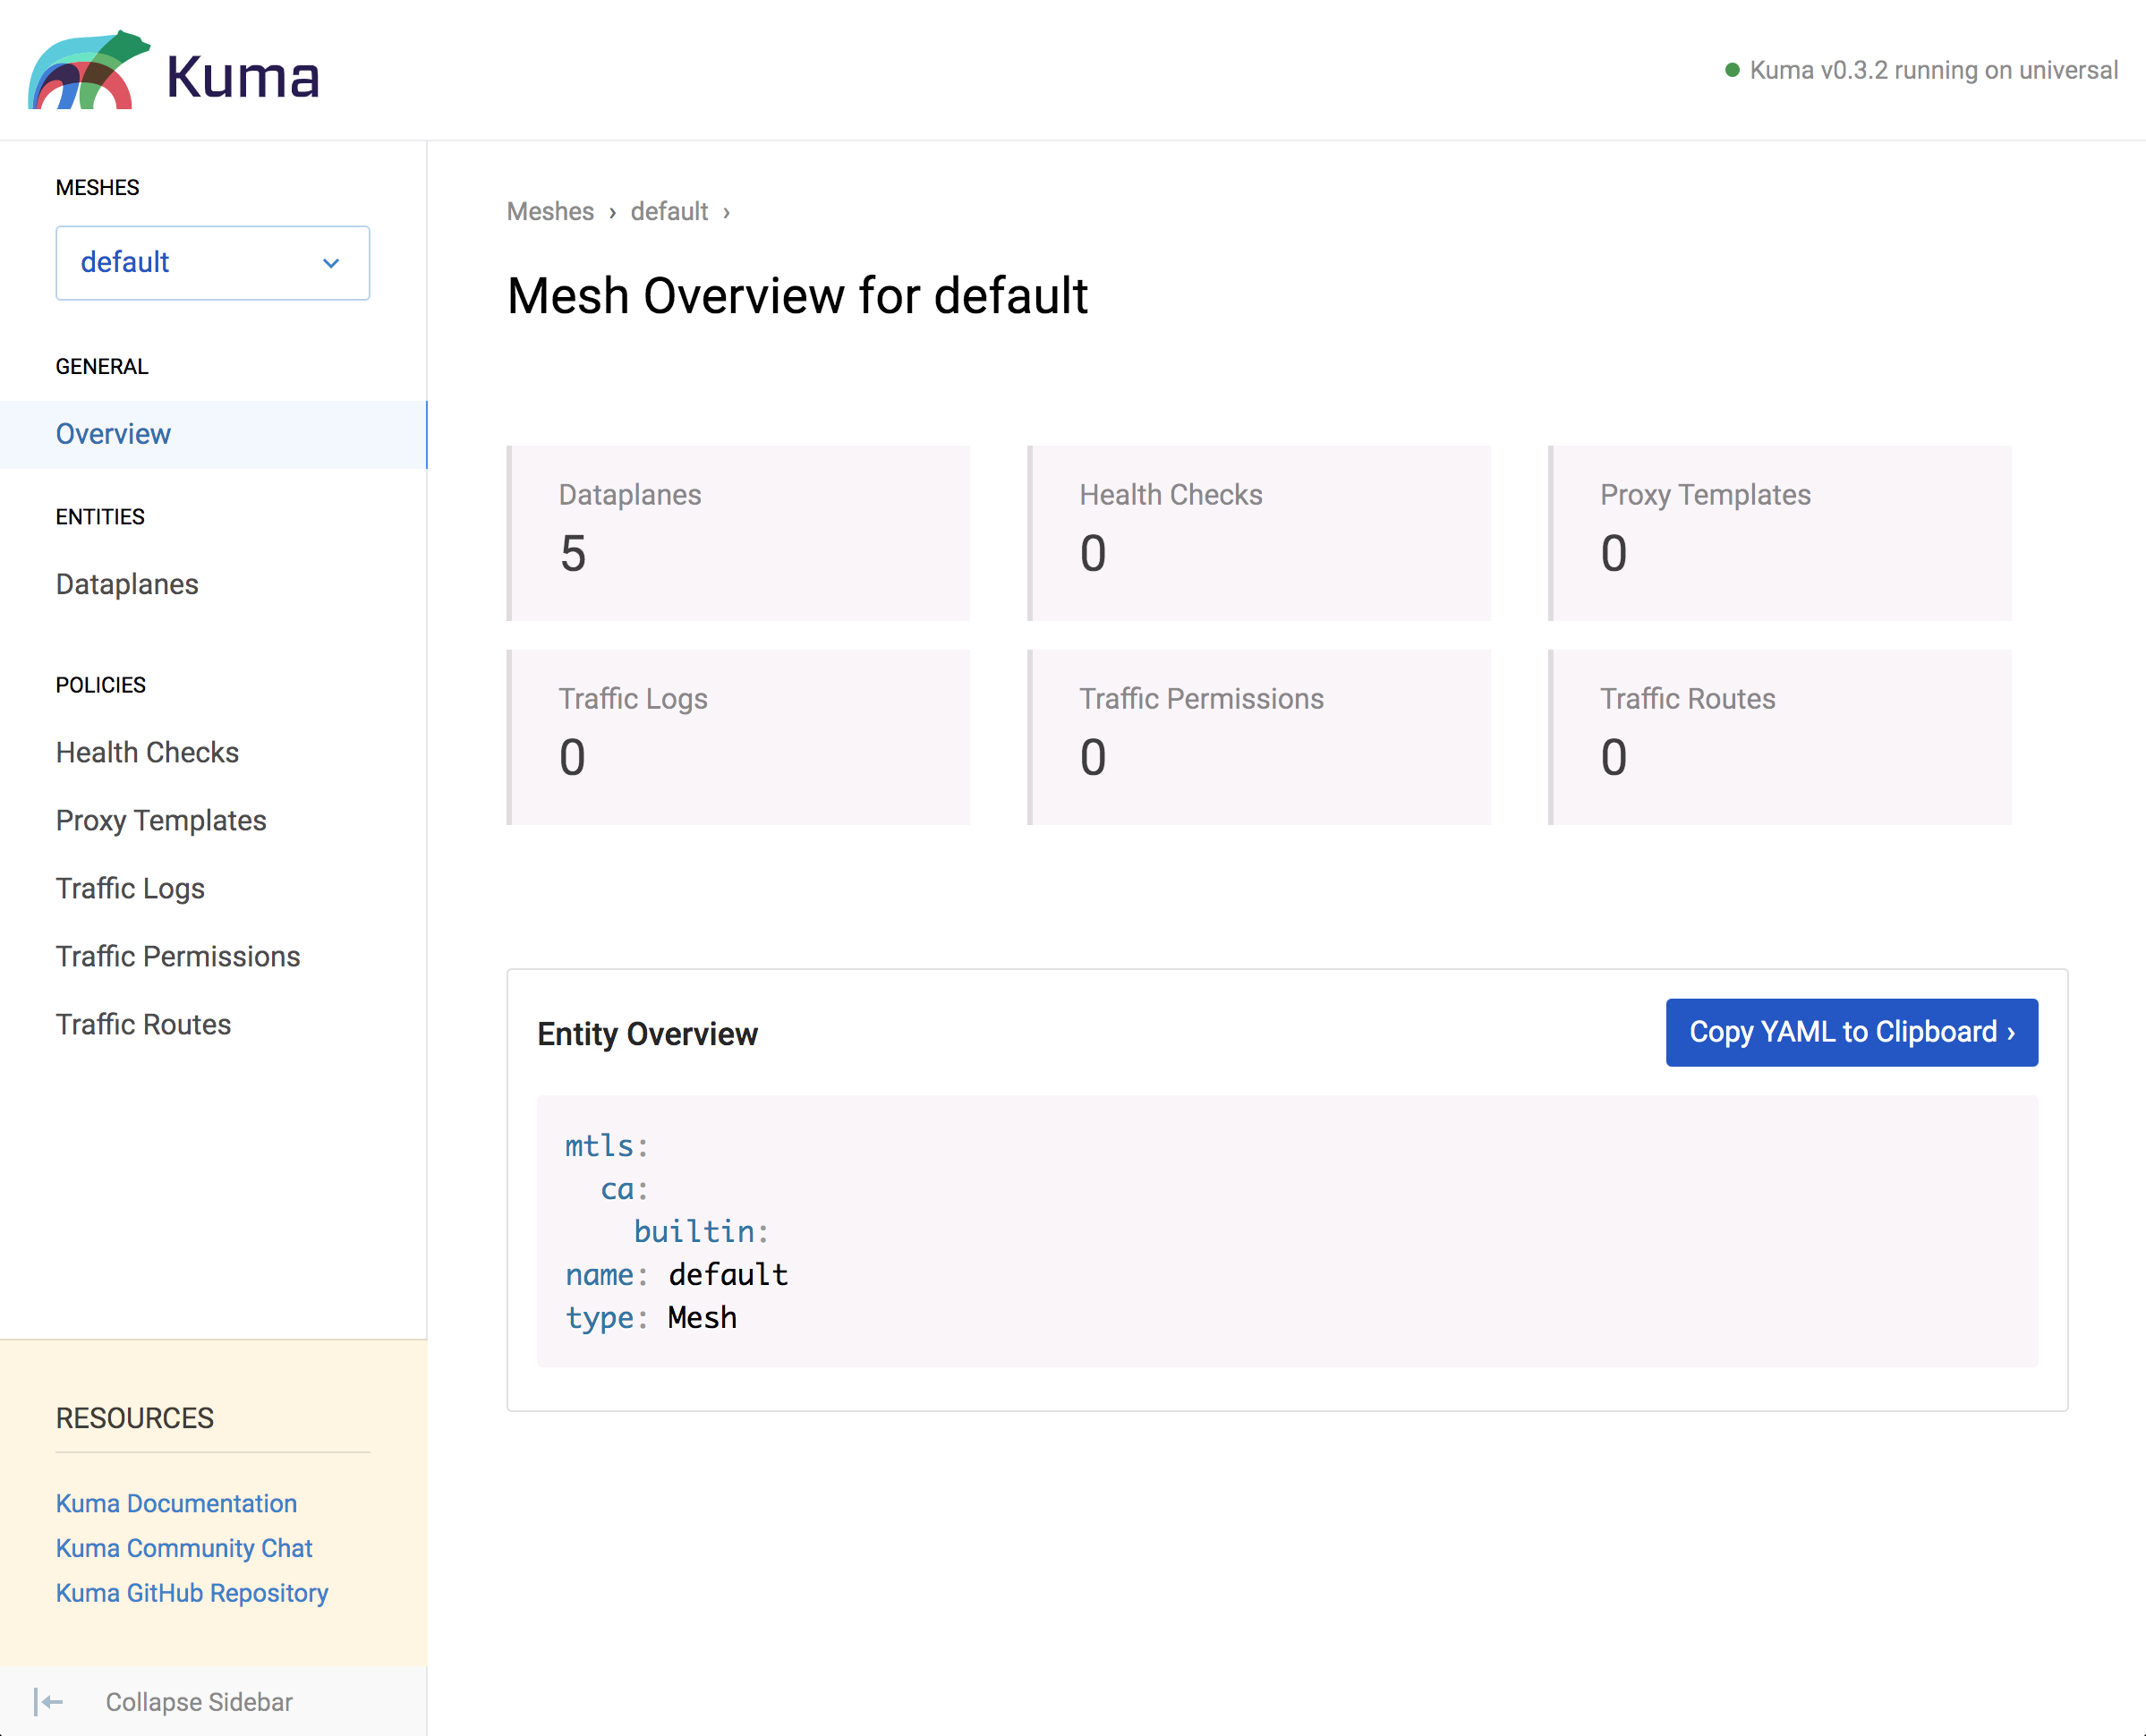 Kuma
Kuma v0.3.2 running on universal
MESHES
default
GENERAL
Overview
ENTITIES
Dataplanes
POLICIES
Health Checks
Proxy Templates
Traffic Logs
Traffic Permissions
Traffic Routes
RESOURCES
Kuma Documentation
Kuma Community Chat
Kuma GitHub Repository
Collapse Sidebar
Meshes › default ›
Mesh Overview for default
Dataplanes
5
Health Checks
0
Proxy Templates
0
Traffic Logs
0
Traffic Permissions
0
Traffic Routes
0
Entity Overview
Copy YAML to Clipboard ›
mtls:
  ca:
    builtin:
name: default
type: Mesh